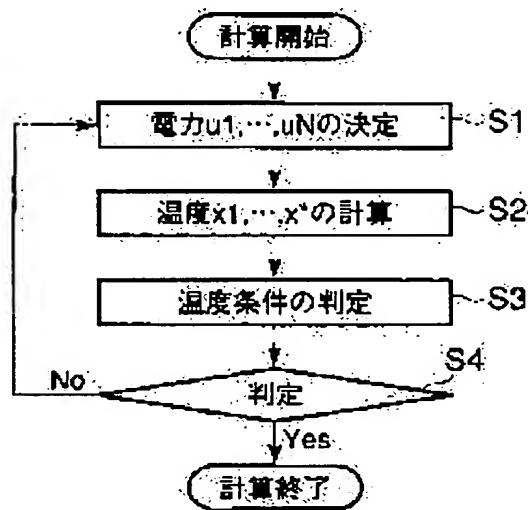 計算開始
電力u1,…,uNの決定
S1
温度x1,…,x*の計算
S2
温度条件の判定
S3
S4
No
判定
Yes
計算終了